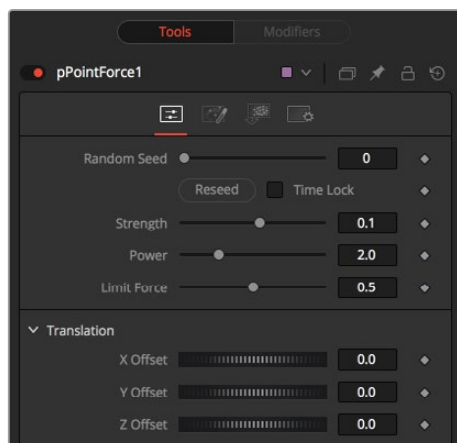 Tools Modifiers
pPointForce1
Random Seed 0
Reseed Time Lock
Strength 0.1
Power 2.0
Limit Force 0.5
Translation
X Offset 0.0
Y Offset 0.0
Z Offset 0.0